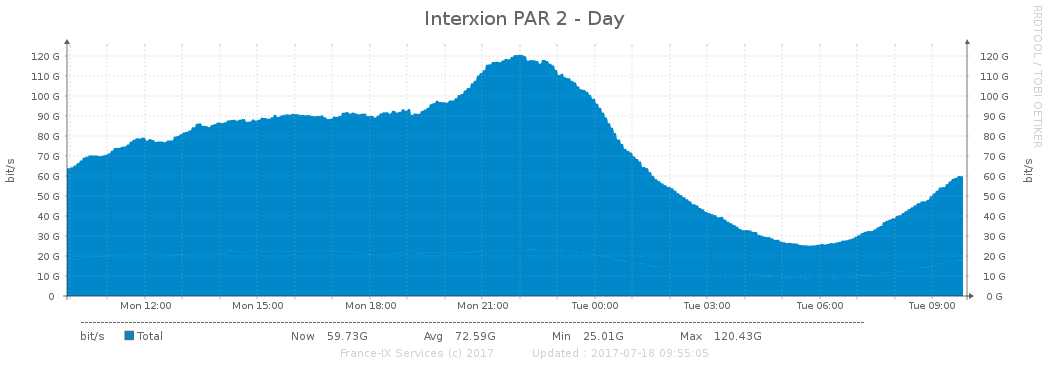 Interxion PAR 2 - Day
RRDTOOL / TOBI OETIKER
120 G 120 G
110 G 110 G
100 G 100 G
90 G 90 G
80 G 80 G
70 G 70 G
60 G 60 G
50 G 50 G
40 G 40 G
30 G 30 G
20 G 20 G
10 G 10 G
0 0 G
bit/s
bit/s
Mon 12:00 Mon 15:00 Mon 18:00 Mon 21:00 Tue 00:00 Tue 03:00 Tue 06:00 Tue 09:00
bit/s Total Now 59.73G Avg 72.59G Min 25.01G Max 120.43G
France-IX Services (c) 2017 Updated : 2017-07-18 09:55:05